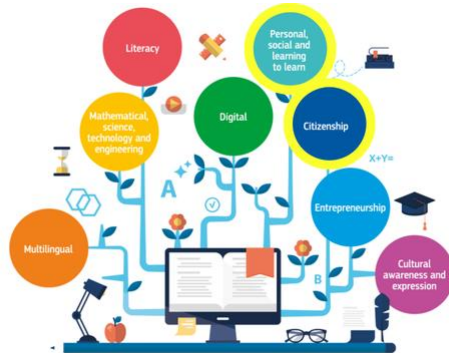 Literacy
Personal,
social and
learning
to learn
Mathematical,
science,
technology and
engineering
Digital
Citizenship
X+Y=
A
Entrepreneurship
Multilingual
B
Cultural
awareness and
expression